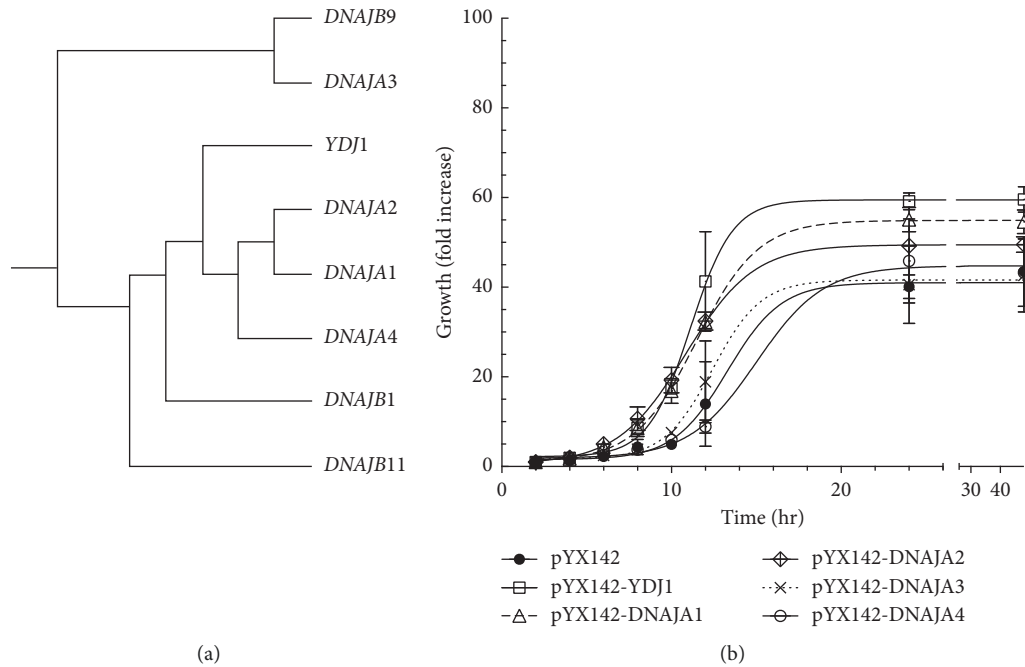 DNAJB9
DNAJA3
YDJ1
DNAJA2
DNAJA1
DNAJA4
DNAJB1
DNAJB11
(a)
100
80
60
40
20
0
Growth (fold increase)
0 10 20 30 40
Time (hr)
pYX142
pYX142-YDJ1
pYX142-DNAJA1
pYX142-DNAJA2
pYX142-DNAJA3
pYX142-DNAJA4
(b)